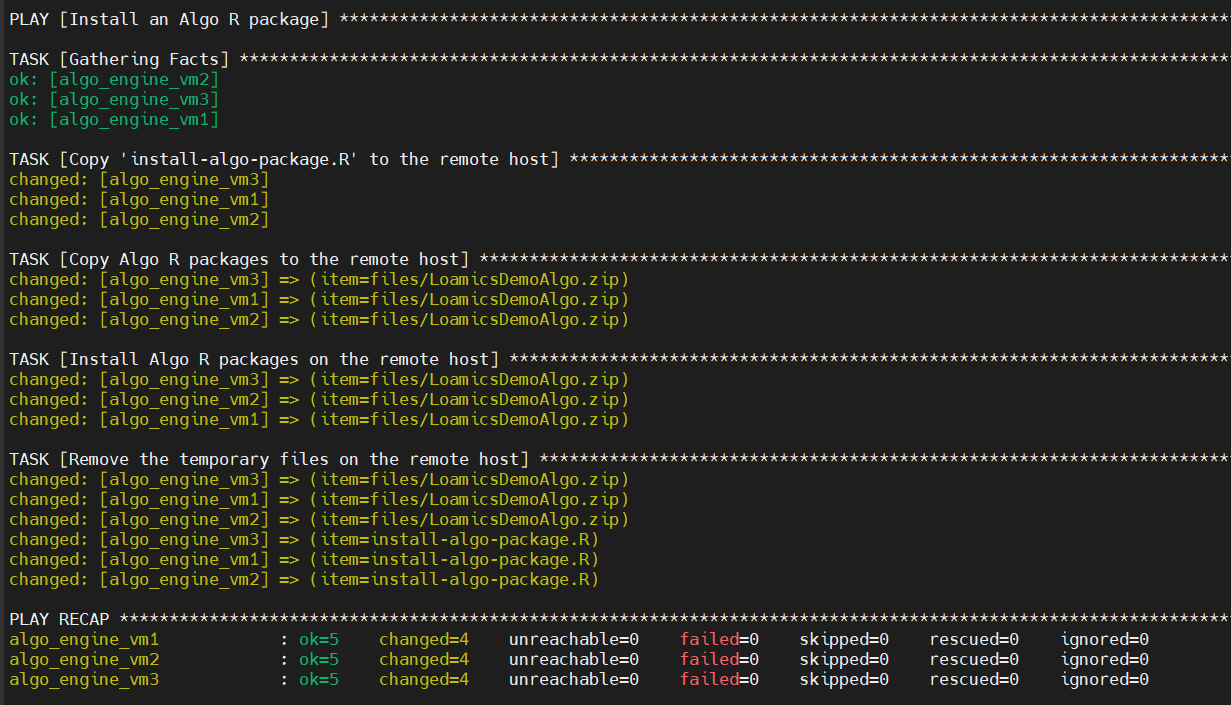 PLAY [Install an Algo R package] *****************************************************************************************
TASK [Gathering Facts] ***************************************************************************************************
ok: [algo_engine_vm2]
ok: [algo_engine_vm3]
ok: [algo_engine_vm1]
TASK [Copy 'install-algo-package.R' to the remote host] ******************************************************************
changed: [algo_engine_vm3]
changed: [algo_engine_vm1]
changed: [algo_engine_vm2]
TASK [Copy Algo R packages to the remote host] ***************************************************************************
changed: [algo_engine_vm3] => (item=files/LoamicsDemoAlgo.zip)
changed: [algo_engine_vm1] => (item=files/LoamicsDemoAlgo.zip)
changed: [algo_engine_vm2] => (item=files/LoamicsDemoAlgo.zip)
TASK [Install Algo R packages on the remote host] ************************************************************************
changed: [algo_engine_vm3] => (item=files/LoamicsDemoAlgo.zip)
changed: [algo_engine_vm2] => (item=files/LoamicsDemoAlgo.zip)
changed: [algo_engine_vm1] => (item=files/LoamicsDemoAlgo.zip)
TASK [Remove the temporary files on the remote host] *********************************************************************
changed: [algo_engine_vm3] => (item=files/LoamicsDemoAlgo.zip)
changed: [algo_engine_vm1] => (item=files/LoamicsDemoAlgo.zip)
changed: [algo_engine_vm2] => (item=files/LoamicsDemoAlgo.zip)
changed: [algo_engine_vm3] => (item=install-algo-package.R)
changed: [algo_engine_vm1] => (item=install-algo-package.R)
changed: [algo_engine_vm2] => (item=install-algo-package.R)
PLAY RECAP ***************************************************************************************************************
algo_engine_vm1            : ok=5    changed=4    unreachable=0    failed=0    skipped=0    rescued=0    ignored=0
algo_engine_vm2            : ok=5    changed=4    unreachable=0    failed=0    skipped=0    rescued=0    ignored=0
algo_engine_vm3            : ok=5    changed=4    unreachable=0    failed=0    skipped=0    rescued=0    ignored=0